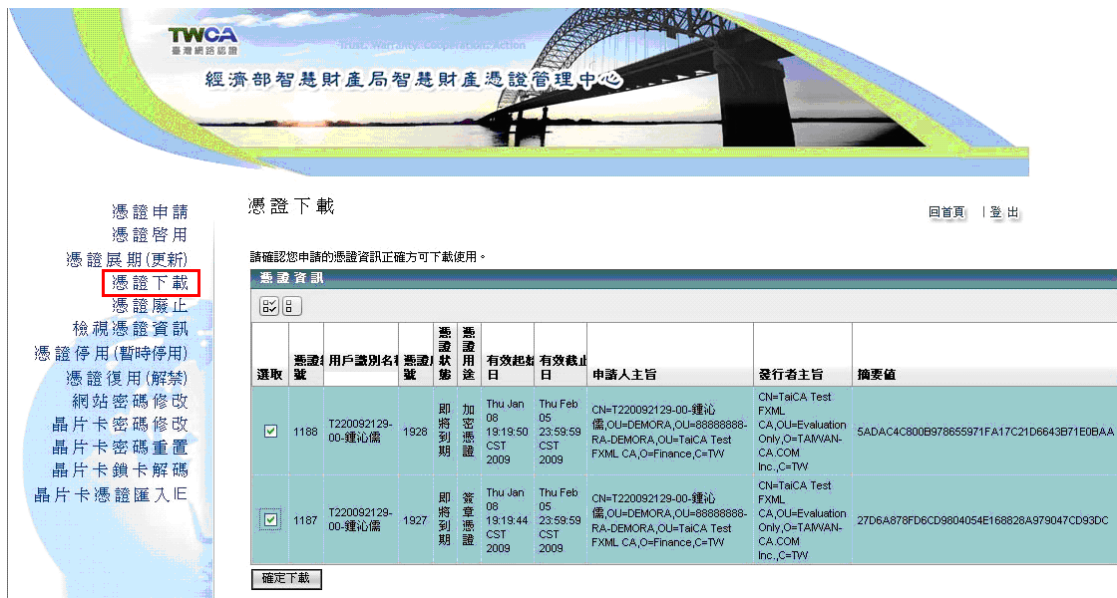 TWCA
臺灣網路認證
Trust, Warranty, Cooperation, Action
經濟部智慧財產局智慧財產憑證管理中心
憑證申請
憑證啓用
憑證展期(更新)
憑證下載
憑證廢止
檢視憑證資訊
憑證停用(暫時停用)
憑證復用(解禁)
網站密碼修改
晶片卡密碼修改
晶片卡密碼重置
晶片卡鎖卡解碼
晶片卡憑證匯入IE
憑證下載
回首頁 | 登出
請確認您申請的憑證資訊正確方可下載使用。
憑證資訊
選取 憑證 號 用戶識別名 憑證 號 憑證狀態 憑證用途 有效起始日 有效截止日 申請人主旨 發行者主旨 摘要值
1188 T220092129-00-鍾沁儒 1928 即將到期 加密憑證 Thu Jan 08 19:19:50 CST 2009 Thu Feb 05 23:59:59 CST 2009 CN=T220092129-00-鍾沁儒,OU=DEMORA,OU=88888888-RA-DEMORA,OU=TaiCA Test FXML CA,O=Finance,C=TW CN=TaiCA Test FXML CA,OU=Evaluation Only,O=TAIWAN-CA.COM Inc.,C=TW 5ADAC4C800B978655971FA17C21D6643B71E0BAA
1187 T220092129-00-鍾沁儒 1927 即將到期 簽章憑證 Thu Jan 08 19:19:44 CST 2009 Thu Feb 05 23:59:59 CST 2009 CN=T220092129-00-鍾沁儒,OU=DEMORA,OU=88888888-RA-DEMORA,OU=TaiCA Test FXML CA,O=Finance,C=TW CN=TaiCA Test FXML CA,OU=Evaluation Only,O=TAIWAN-CA.COM Inc.,C=TW 27D6A878FD6CD9804054E168828A979047CD93DC
確定下載